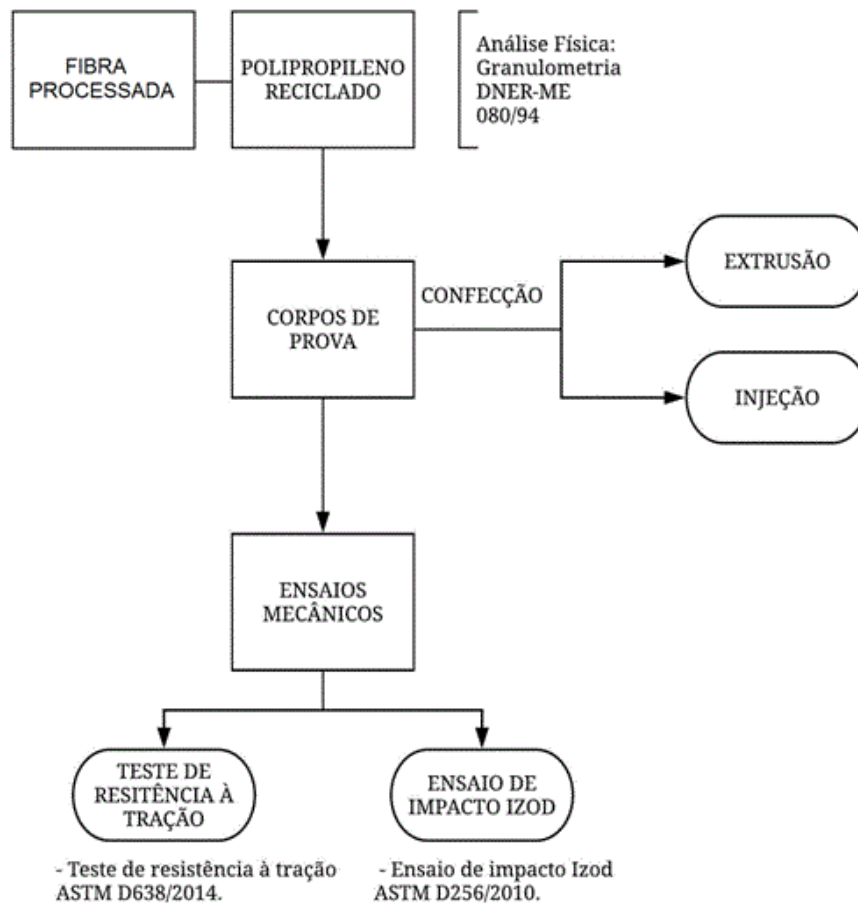 FIBRA
PROCESSADA
POLIPROPILENO
RECICLADO
Análise Física:
Granulometria
DNER-ME
080/94
EXTRUSÃO
CONFECÇÃO
CORPOS DE
PROVA
INJEÇÃO
ENSAIOS
MECÂNICOS
TESTE DE
RESITÊNCIA À
TRAÇÃO
ENSAIO DE
IMPACTO IZOD
- Teste de resistência à tração
ASTM D638/2014.
- Ensaio de impacto Izod
ASTM D256/2010.